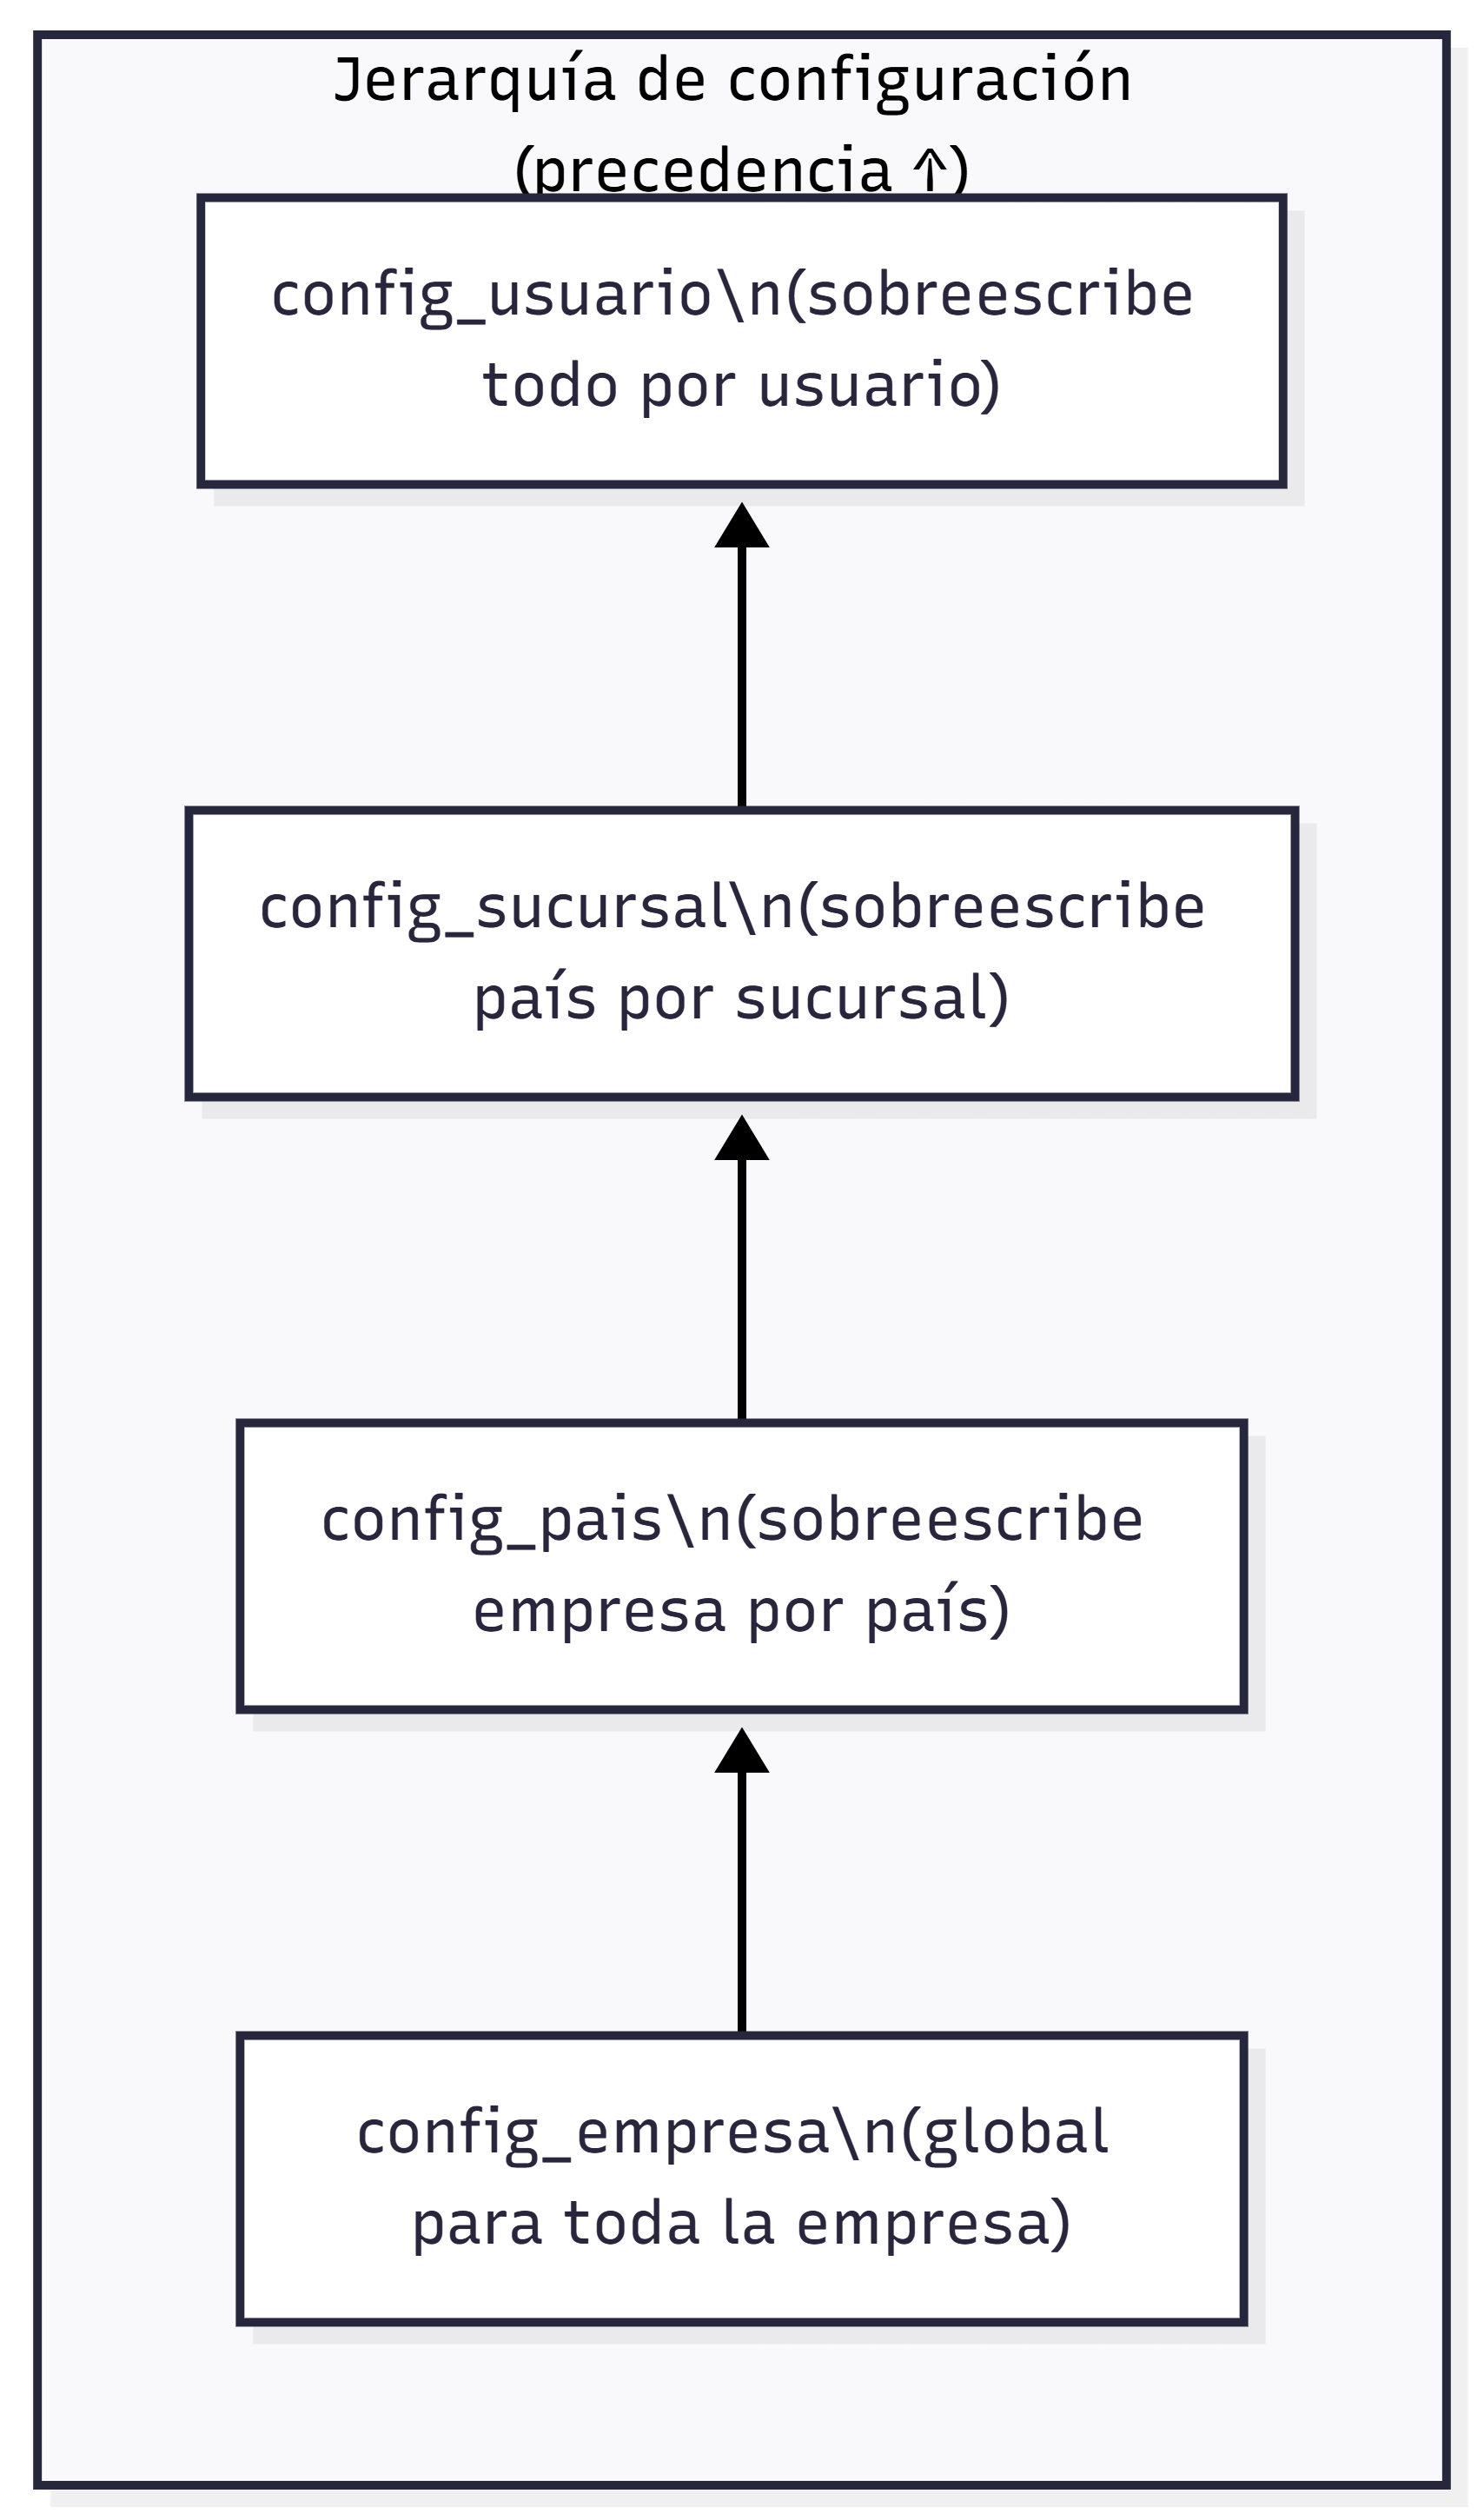 Jerarquía de configuración
(precedencia ↑)
config_usuario\n(sobreescribe
todo por usuario)
config_sucursal\n(sobreescribe
país por sucursal)
config_pais\n(sobreescribe
empresa por país)
config_empresa\n(global
para toda la empresa)